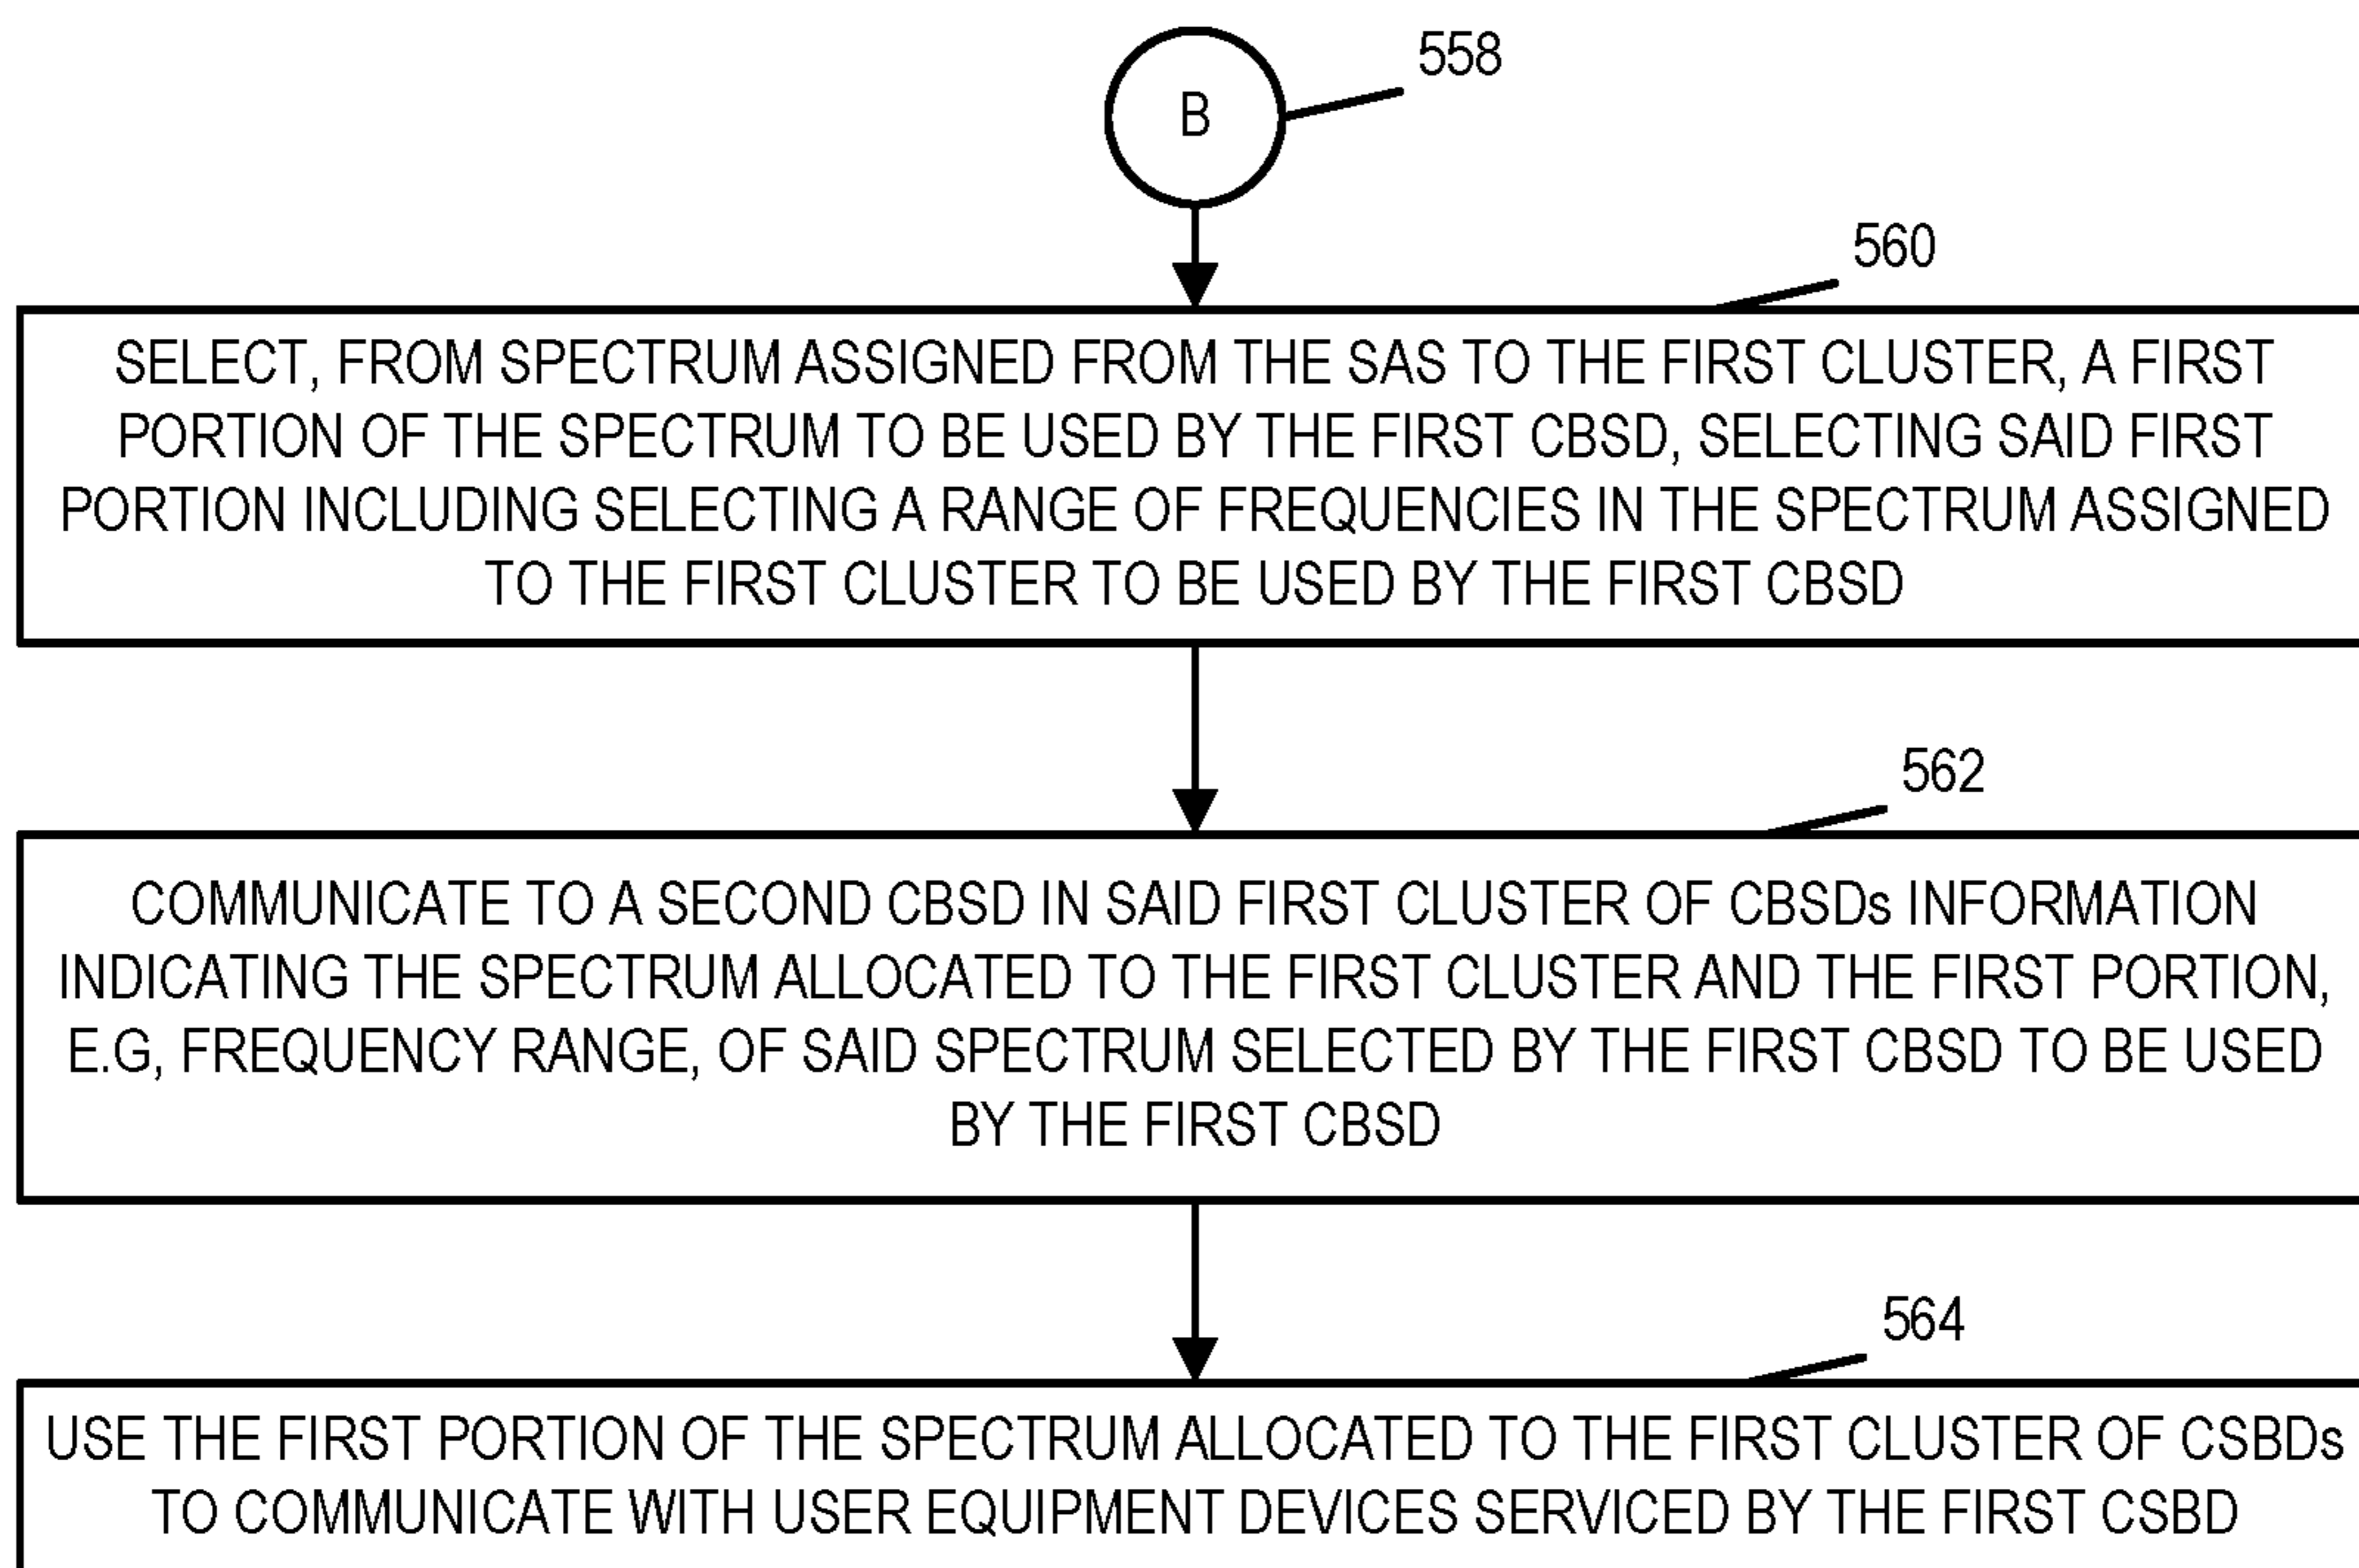 558
B
560
SELECT, FROM SPECTRUM ASSIGNED FROM THE SAS TO THE FIRST CLUSTER, A FIRST
PORTION OF THE SPECTRUM TO BE USED BY THE FIRST CBSD, SELECTING SAID FIRST
PORTION INCLUDING SELECTING A RANGE OF FREQUENCIES IN THE SPECTRUM ASSIGNED
TO THE FIRST CLUSTER TO BE USED BY THE FIRST CBSD
562
COMMUNICATE TO A SECOND CBSD IN SAID FIRST CLUSTER OF CBSDs INFORMATION
INDICATING THE SPECTRUM ALLOCATED TO THE FIRST CLUSTER AND THE FIRST PORTION,
E.G, FREQUENCY RANGE, OF SAID SPECTRUM SELECTED BY THE FIRST CBSD TO BE USED
BY THE FIRST CBSD
564
USE THE FIRST PORTION OF THE SPECTRUM ALLOCATED TO THE FIRST CLUSTER OF CSBDs
TO COMMUNICATE WITH USER EQUIPMENT DEVICES SERVICED BY THE FIRST CSBD